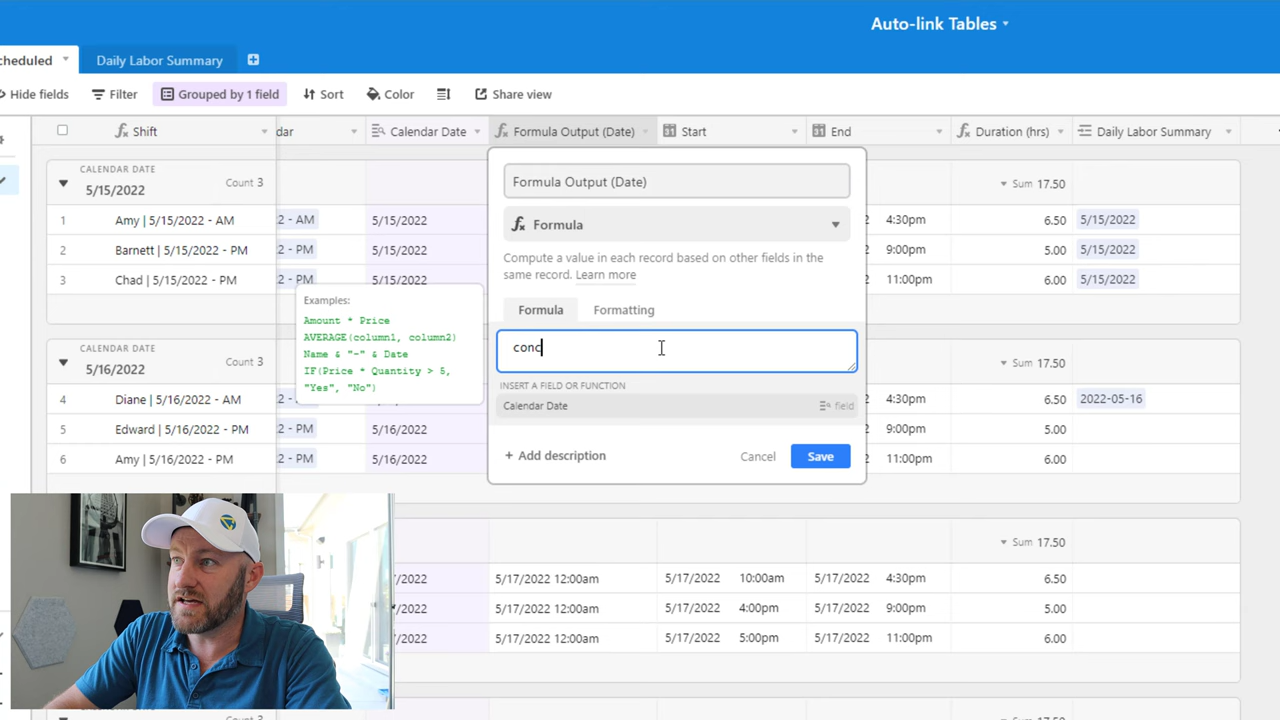 Auto-link Tables
cheduled
Daily Labor Summary
Hide fields
Filter
Grouped by 1 field
Sort
Color
Share view
Shift
dar
Calendar Date
Formula Output (Date)
Start
End
Duration (hrs)
Daily Labor Summary
CALENDAR DATE
5/15/2022
Count 3
Sum 17.50
1 Amy | 5/15/2022 - AM 2 - AM 5/15/2022 2 4:30pm 6.50 5/15/2022
2 Barnett | 5/15/2022 - PM 2 - PM 5/15/2022 2 9:00pm 5.00 5/15/2022
3 Chad | 5/15/2022 - PM 2 - PM 5/15/2022 2 11:00pm 6.00 5/15/2022
CALENDAR DATE
5/16/2022
Count 3
Sum 17.50
4 Diane | 5/16/2022 - AM 2 4:30pm 6.50 2022-05-16
5 Edward | 5/16/2022 - PM 2 - PM 5/16/2022 2 9:00pm 5.00
6 Amy | 5/16/2022 - PM 2 - PM 5/16/2022 2 11:00pm 6.00
Formula Output (Date)
Formula
Compute a value in each record based on other fields in the
same record. Learn more
Formula
Formatting
conc
INSERT A FIELD OR FUNCTION
Calendar Date field
+ Add description
Cancel
Save
Examples:
Amount * Price
AVERAGE(column1, column2)
Name & "-" & Date
IF(Price * Quantity > 5,
"Yes", "No")
Sum 17.50
/2022 5/17/2022 12:00am 5/17/2022 10:00am 5/17/2022 4:30pm 6.50
/2022 5/17/2022 12:00am 5/17/2022 4:00pm 5/17/2022 9:00pm 5.00
/2022 5/17/2022 12:00am 5/17/2022 5:00pm 5/17/2022 11:00pm 6.00